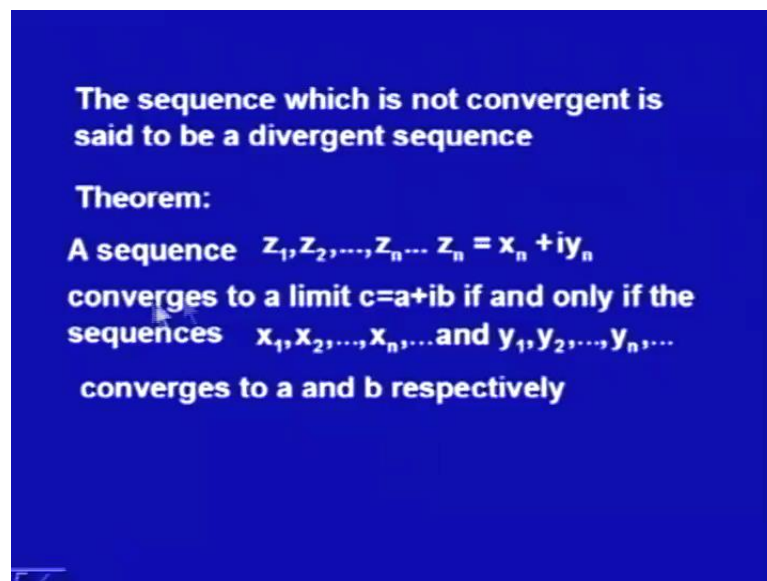 The sequence which is not convergent is
said to be a divergent sequence
Theorem:
A sequence z₁,z₂,...,zₙ... zₙ = xₙ +iyₙ
converges to a limit c=a+ib if and only if the
sequences x₁,x₂,...,xₙ,...and y₁,y₂,...,yₙ,...
converges to a and b respectively